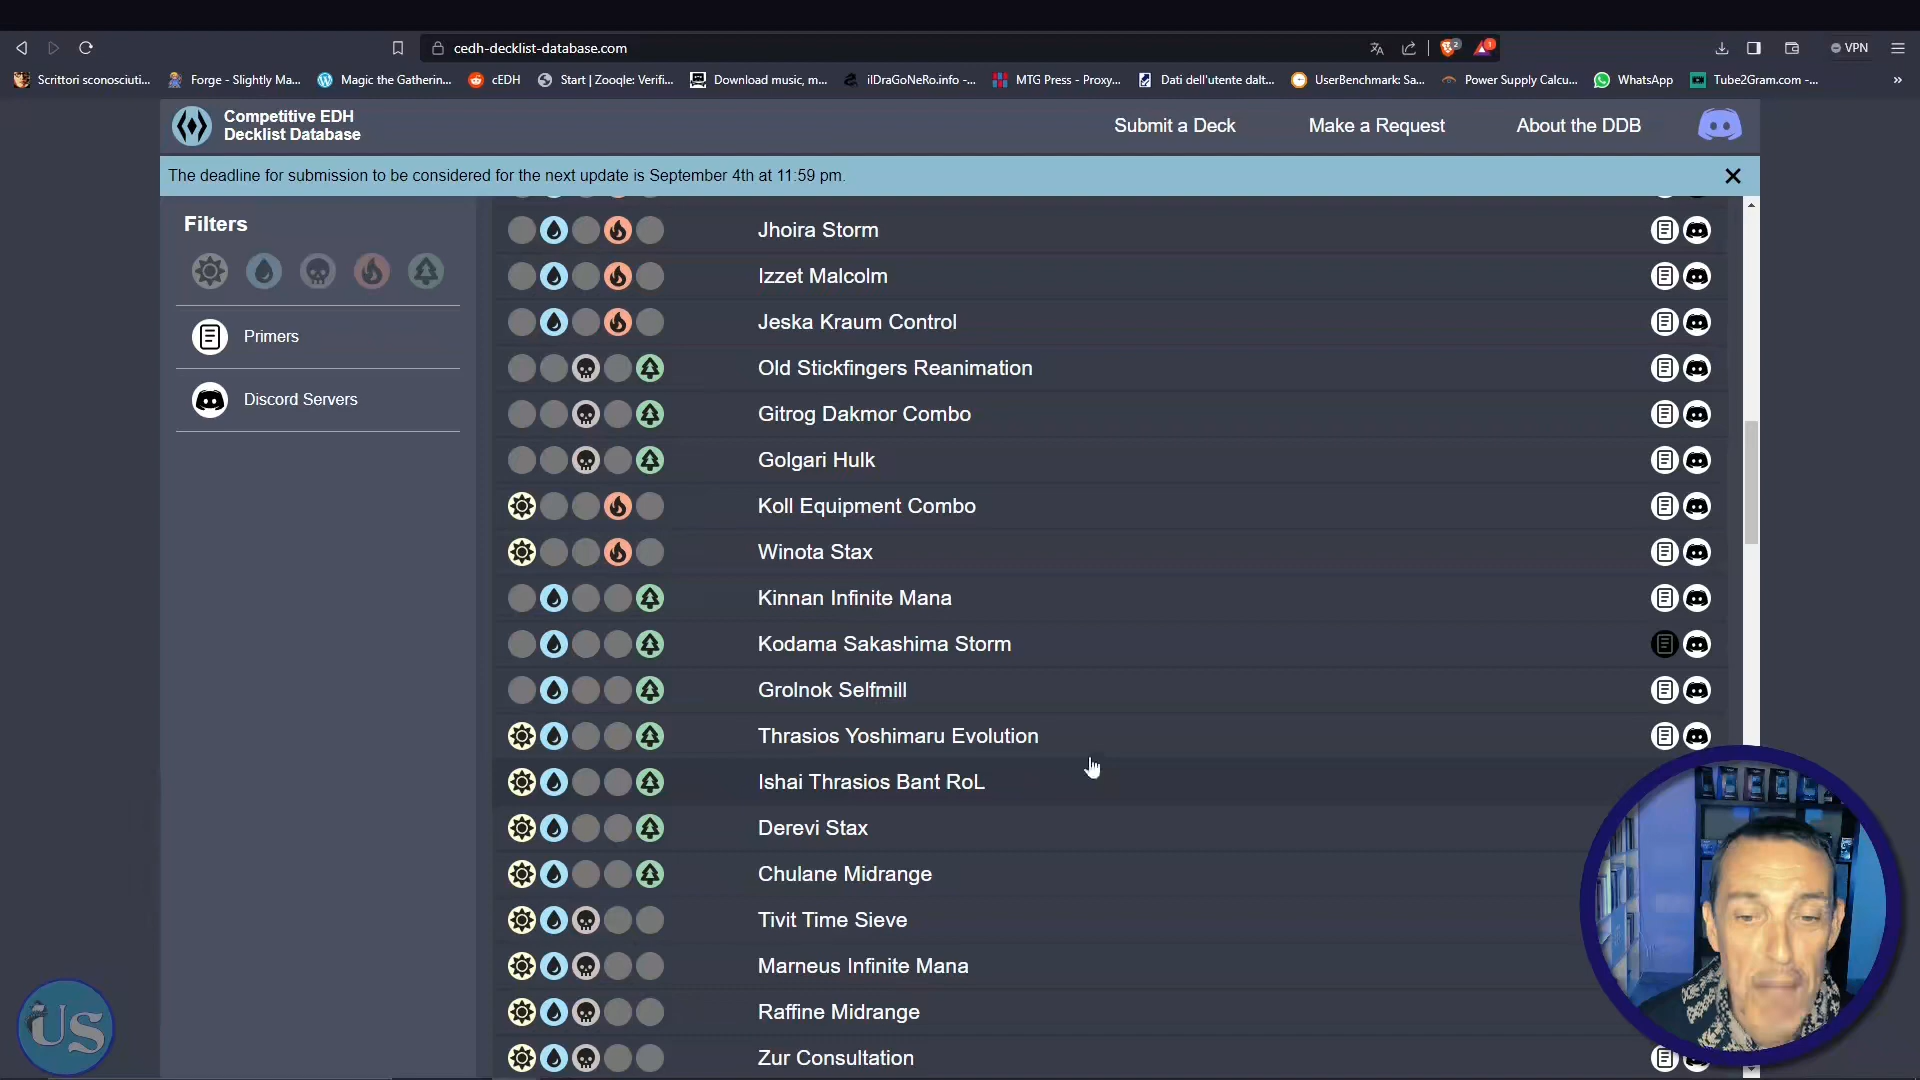 cedh-decklist-database.com
2
1
VPN
Scrittori sconosciuti...
Forge - Slightly Ma...
Magic the Gatherin...
cEDH
Start | Zooqle: Verifi...
Download music, m...
ilDraGoNeRo.info -...
MTG Press - Proxy...
Dati dell'utente dalt...
UserBenchmark: Sa...
Power Supply Calcu...
WhatsApp
Tube2Gram.com -...
»
Competitive EDH
Decklist Database
Submit a Deck
Make a Request
About the DDB
The deadline for submission to be considered for the next update is September 4th at 11:59 pm.
Filters
Primers
Discord Servers
Jhoira Storm
Izzet Malcolm
Jeska Kraum Control
Old Stickfingers Reanimation
Gitrog Dakmor Combo
Golgari Hulk
Koll Equipment Combo
Winota Stax
Kinnan Infinite Mana
Kodama Sakashima Storm
Grolnok Selfmill
Thrasios Yoshimaru Evolution
Ishai Thrasios Bant RoL
Derevi Stax
Chulane Midrange
Tivit Time Sieve
Marneus Infinite Mana
Raffine Midrange
Zur Consultation
US